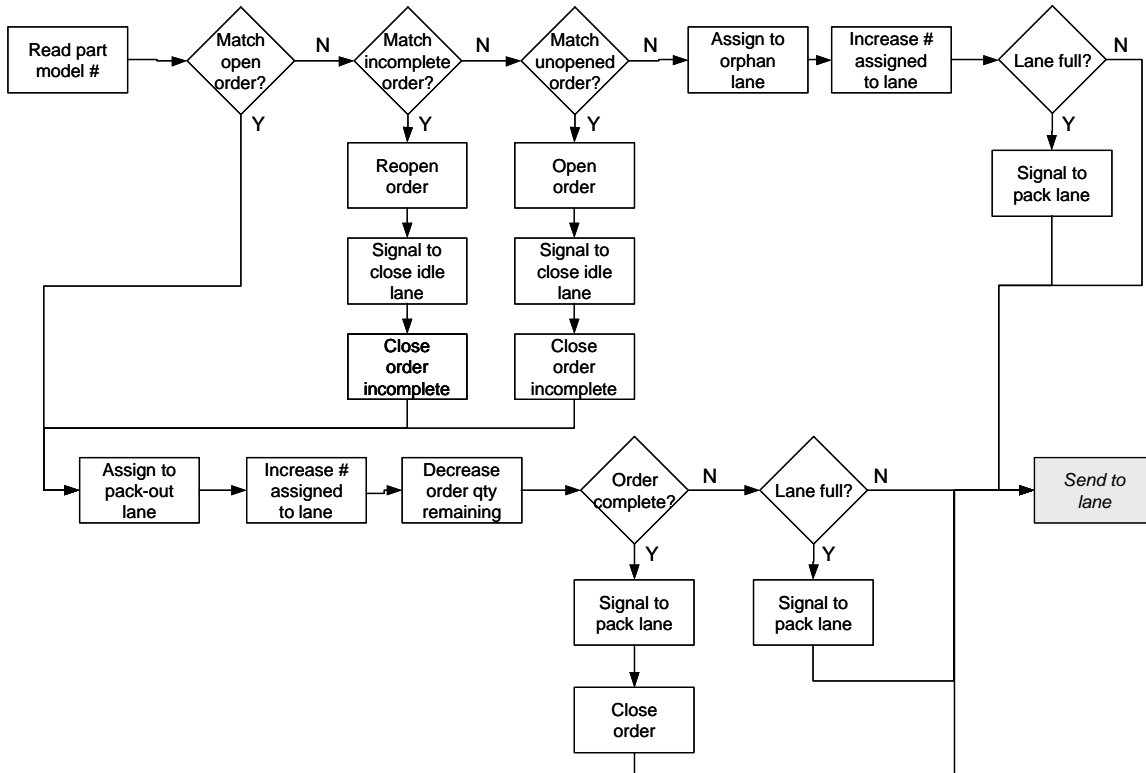 Read part
model #
Match
open
order?
N
Match
incomplete
order?
N
Match
unopened
order?
N
Assign to
orphan
lane
Increase #
assigned
to lane
Lane full?
N
Y
Y
Y
Y
Reopen
order
Open
order
Signal to
pack lane
Signal to
close idle
lane
Signal to
close idle
lane
Close
order
incomplete
Close
order
incomplete
Assign to
pack-out
lane
Increase #
assigned
to lane
Decrease
order qty
remaining
Order
complete?
N
Lane full?
N
Send to
lane
Y
Y
Signal to
pack lane
Signal to
pack lane
Close
order